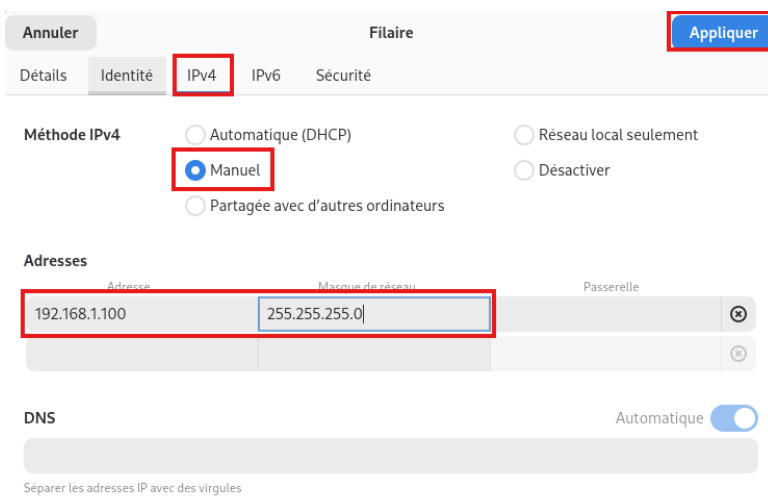 Annuler Filaire Appliquer
Détails Identité IPv4 IPv6 Sécurité
Méthode IPv4 Automatique (DHCP) Réseau local seulement
Manuel Désactiver
Partagée avec d'autres ordinateurs
Adresses
Adresse Masque de réseau Passerelle
192.168.1.100 255.255.255.0
DNS Automatique
Séparer les adresses IP avec des virgules